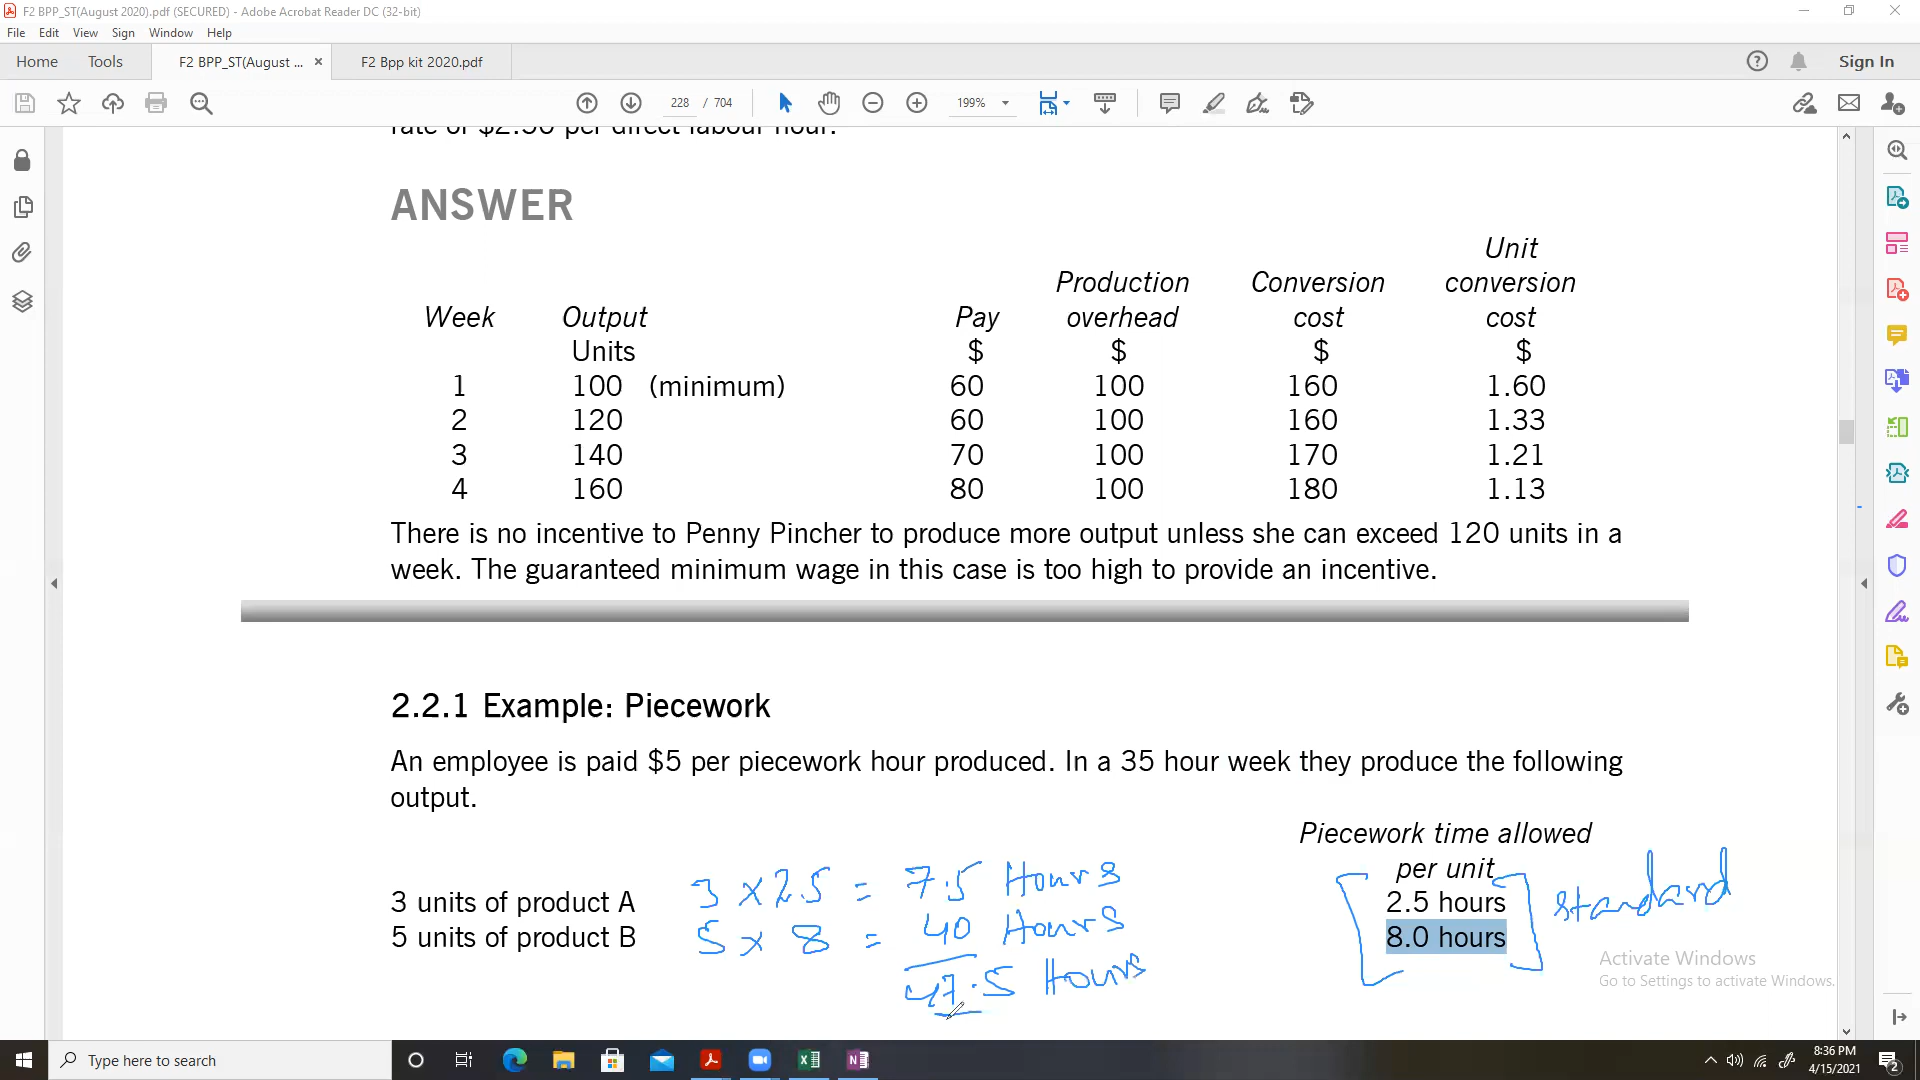 F2 BPP_ST(August 2020).pdf (SECURED) - Adobe Acrobat Reader DC (32-bit)
File Edit View Sign Window Help
Home Tools F2 BPP_ST(August ... × F2 Bpp kit 2020.pdf Sign In
228 / 704 199%
rate of $2.50 per direct labour hour.
ANSWER
Unit
Production Conversion conversion
Week Output Pay overhead cost cost
Units $ $ $ $
1 100 (minimum) 60 100 160 1.60
2 120 60 100 160 1.33
3 140 70 100 170 1.21
4 160 80 100 180 1.13
There is no incentive to Penny Pincher to produce more output unless she can exceed 120 units in a
week. The guaranteed minimum wage in this case is too high to provide an incentive.
2.2.1 Example: Piecework
An employee is paid $5 per piecework hour produced. In a 35 hour week they produce the following
output.
Piecework time allowed
per unit
3 units of product A 3 x 2.5 = 7.5 Hours 2.5 hours standard
5 units of product B 5 x 8 = 40 Hours 8.0 hours
47.5 Hours
Activate Windows
Go to Settings to activate Windows.
Type here to search
8:36 PM
4/15/2021
2